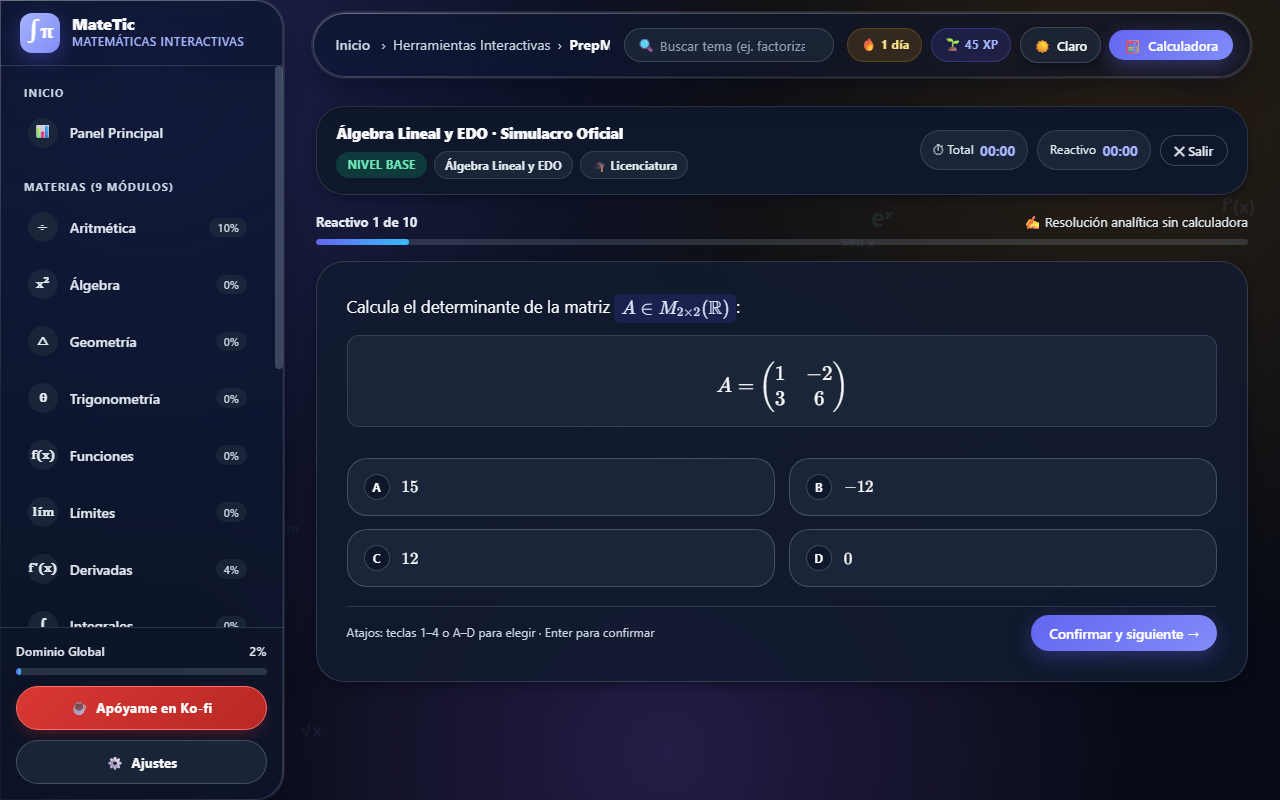 ∫π MateTic
MATEMÁTICAS INTERACTIVAS
INICIO
Panel Principal
MATERIAS (9 MÓDULOS)
÷ Aritmética 10%
x² Álgebra 0%
Δ Geometría 0%
θ Trigonometría 0%
f(x) Funciones 0%
lím Límites 0%
f'(x) Derivadas 4%
∫ Integrales 0%
Dominio Global 2%
Apóyame en Ko-fi
Ajustes
Inicio › Herramientas Interactivas › PrepM
Buscar tema (ej. factoriza
1 día
45 XP
Claro
Calculadora
Álgebra Lineal y EDO · Simulacro Oficial
NIVEL BASE Álgebra Lineal y EDO Licenciatura
Total 00:00
Reactivo 00:00
✕ Salir
Reactivo 1 de 10
Resolución analítica sin calculadora
Calcula el determinante de la matriz A ∈ M₂ₓ₂(ℝ) :
A = (1 −2
3 6)
A 15
B −12
C 12
D 0
Atajos: teclas 1–4 o A–D para elegir · Enter para confirmar
Confirmar y siguiente →
eˣ
f'(x)
sen x
√x